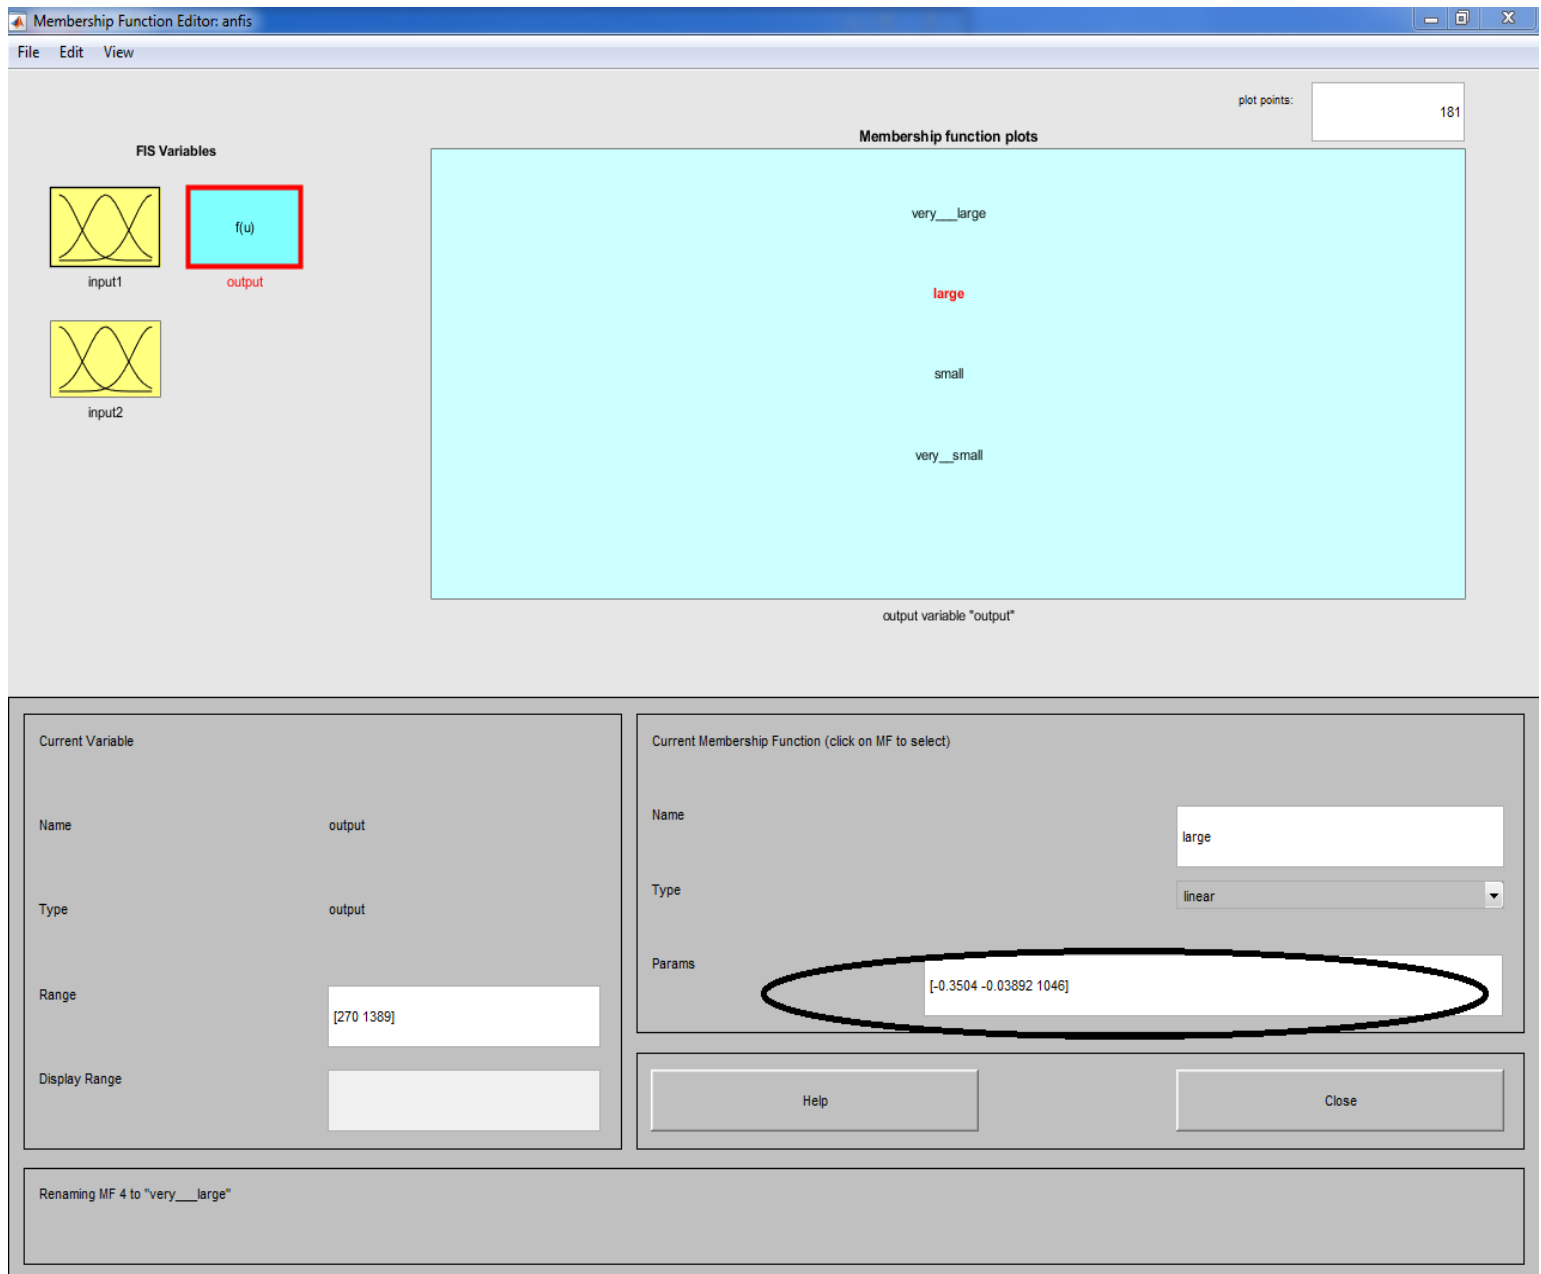 Membership Function Editor: anfis
File Edit View
plot points:
181
FIS Variables
Membership function plots
f(u)
input1
output
input2
very___large
large
small
very__small
output variable "output"
Current Variable
Name
output
Type
output
Range
[270 1389]
Display Range
Current Membership Function (click on MF to select)
Name
large
Type
linear
Params
[-0.3504 -0.03892 1046]
Help
Close
Renaming MF 4 to "very___large"